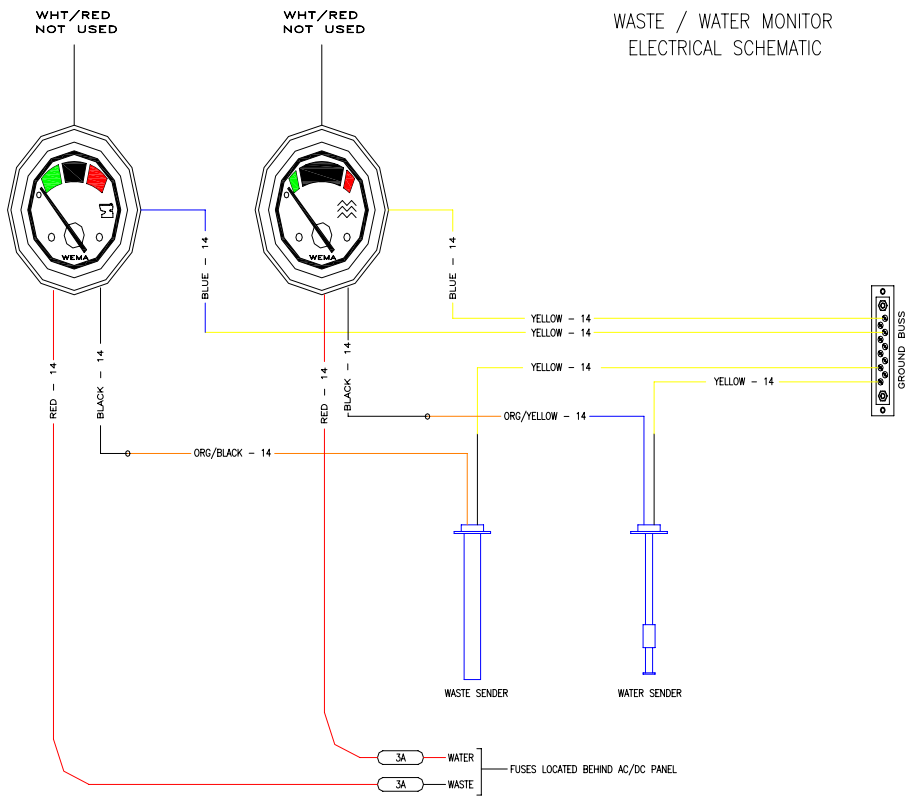 WHT/RED
NOT USED
WHT/RED
NOT USED
WASTE / WATER MONITOR
ELECTRICAL SCHEMATIC
WEMA
WEMA
BLUE - 14
BLUE - 14
YELLOW - 14
YELLOW - 14
GROUND BUSS
RED - 14
BLACK - 14
RED - 14
BLACK - 14
YELLOW - 14
YELLOW - 14
ORG/YELLOW - 14
ORG/BLACK - 14
WASTE SENDER
WATER SENDER
3A
WATER
3A
WASTE
FUSES LOCATED BEHIND AC/DC PANEL